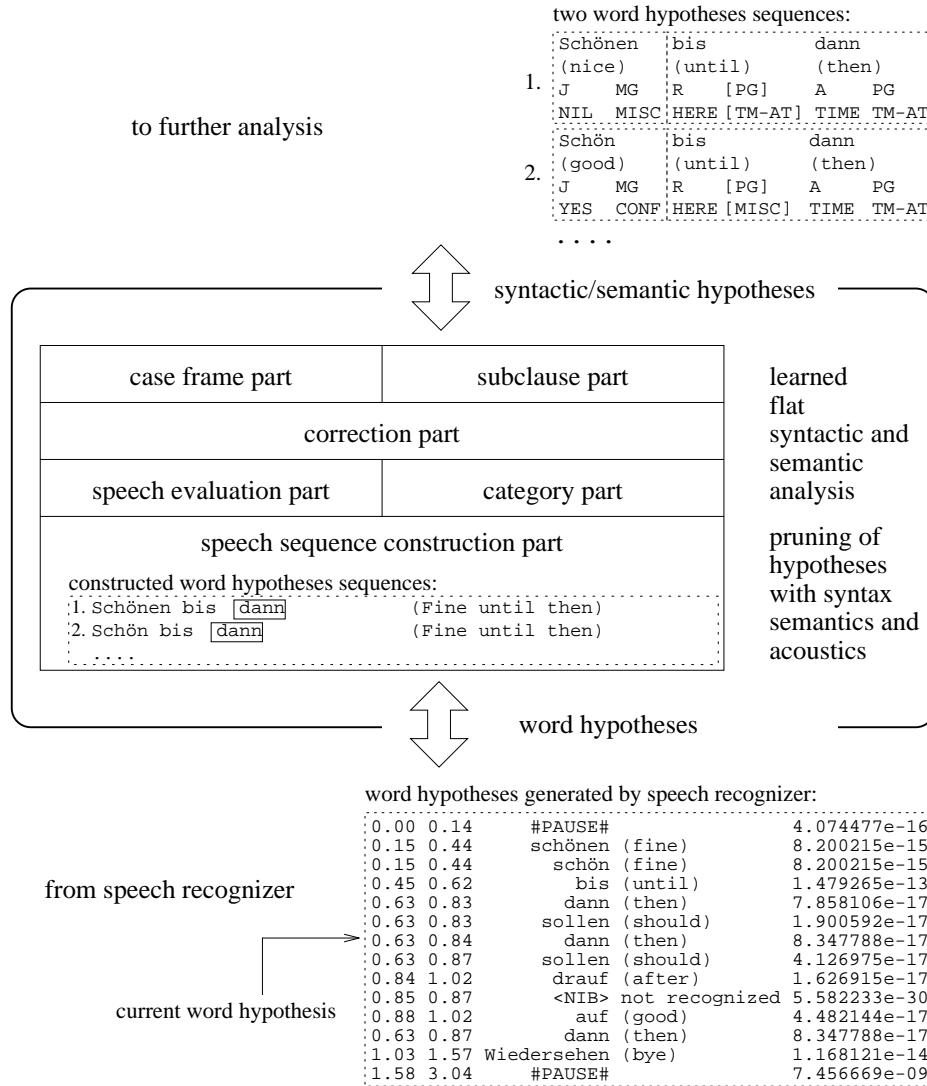 two word hypotheses sequences:
Schönen bis dann
(nice) (until) (then)
1. J MG R [PG] A PG
NIL MISC HERE [TM-AT] TIME TM-AT
to further analysis
Schön bis dann
(good) (until) (then)
2. J MG R [PG] A PG
YES CONF HERE [MISC] TIME TM-AT
. . . .
syntactic/semantic hypotheses
case frame part subclause part
correction part
speech evaluation part category part
learned
flat
syntactic and
semantic
analysis
speech sequence construction part
constructed word hypotheses sequences:
1. Schönen bis dann (Fine until then)
2. Schön bis dann (Fine until then)
....
pruning of
hypotheses
with syntax
semantics and
acoustics
word hypotheses
word hypotheses generated by speech recognizer:
0.00 0.14 #PAUSE# 4.074477e-16
0.15 0.44 schönen (fine) 8.200215e-15
0.15 0.44 schön (fine) 8.200215e-15
0.45 0.62 bis (until) 1.479265e-13
0.63 0.83 dann (then) 7.858106e-17
0.63 0.83 sollen (should) 1.900592e-17
0.63 0.84 dann (then) 8.347788e-17
0.63 0.87 sollen (should) 4.126975e-17
0.84 1.02 drauf (after) 1.626915e-17
0.85 0.87 <NIB> not recognized 5.582233e-30
0.88 1.02 auf (good) 4.482144e-17
0.63 0.87 dann (then) 8.347788e-17
1.03 1.57 Wiedersehen (bye) 1.168121e-14
1.58 3.04 #PAUSE# 7.456669e-09
from speech recognizer
current word hypothesis